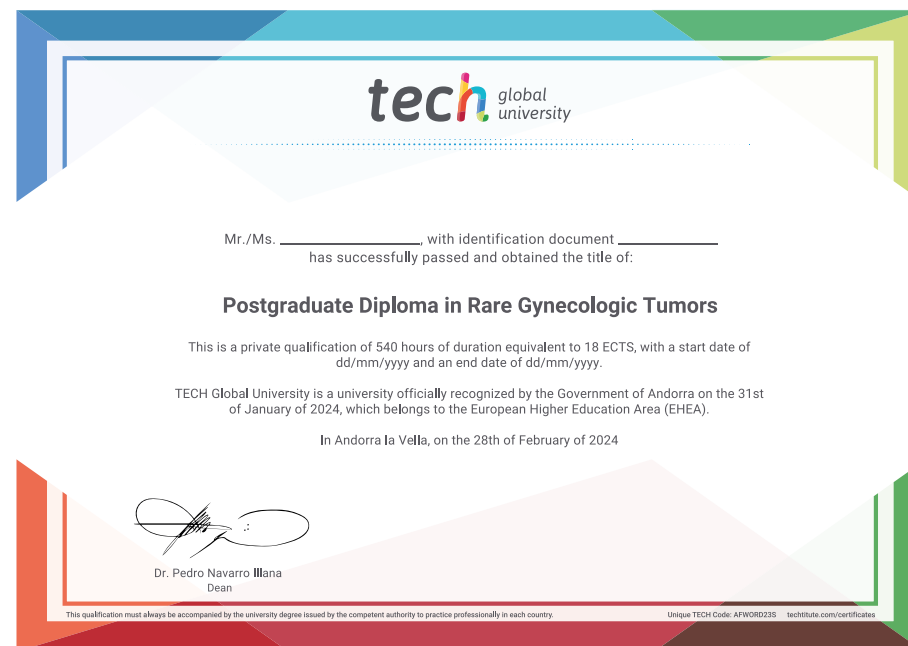 tech global
university
Mr./Ms. ____________________, with identification document ______________
has successfully passed and obtained the title of:
Postgraduate Diploma in Rare Gynecologic Tumors
This is a private qualification of 540 hours of duration equivalent to 18 ECTS, with a start date of
dd/mm/yyyy and an end date of dd/mm/yyyy.
TECH Global University is a university officially recognized by the Government of Andorra on the 31st
of January of 2024, which belongs to the European Higher Education Area (EHEA).
In Andorra la Vella, on the 28th of February of 2024
Dr. Pedro Navarro Illana
Dean
This qualification must always be accompanied by the university degree issued by the competent authority to practice professionally in each country.
Unique TECH Code: AFWORD23S techtitute.com/certificates